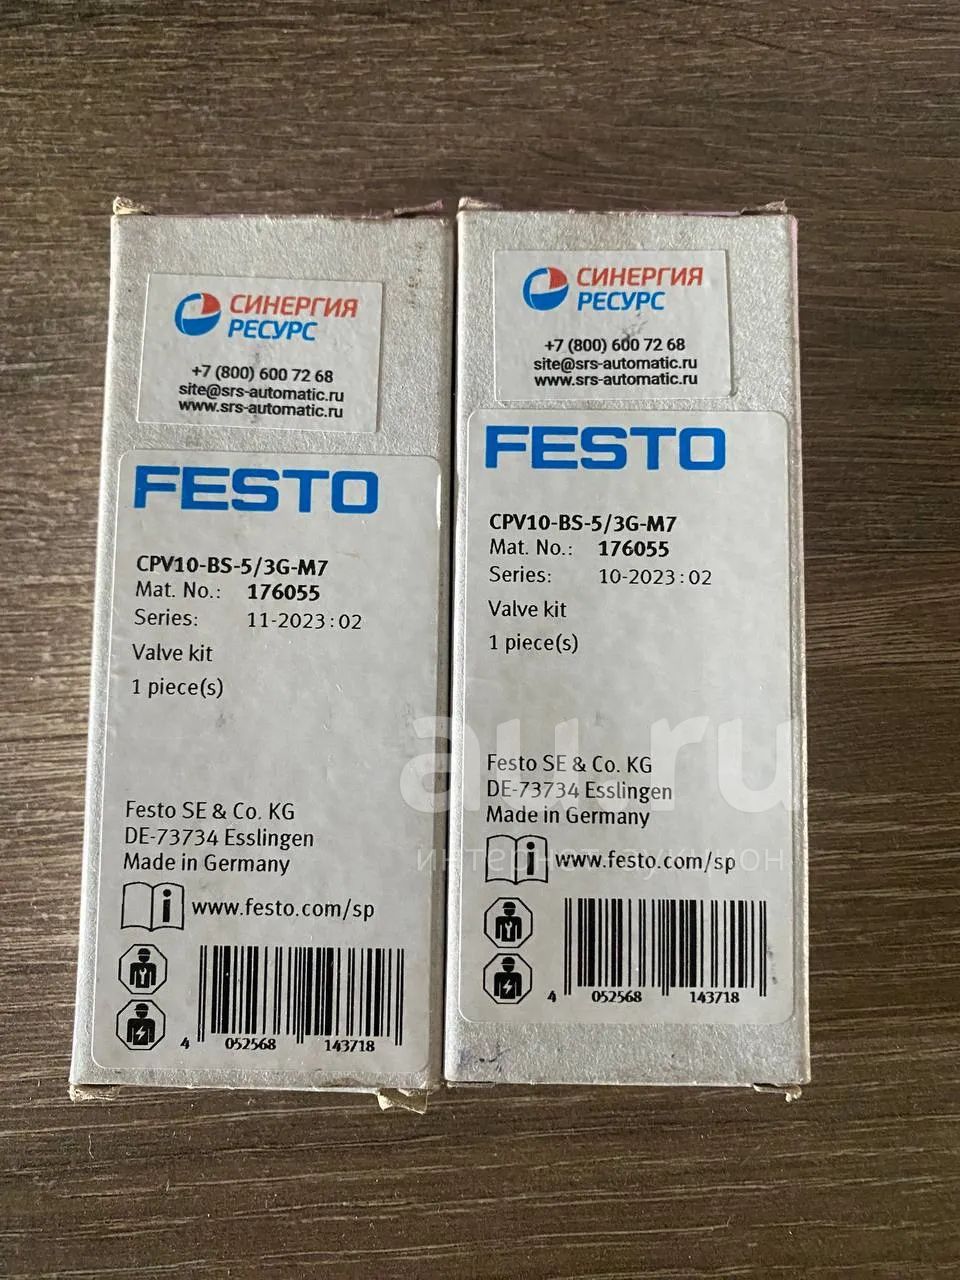 СИНЕРГИЯ
РЕСУРС
+7 (800) 600 72 68
site@srs-automatic.ru
www.srs-automatic.ru
FESTO
CPV10-BS-5/3G-M7
Mat. No.: 176055
Series: 11-2023:02
Valve kit
1 piece(s)
Festo SE & Co. KG
DE-73734 Esslingen
Made in Germany
i www.festo.com/sp
4 052568 143718
СИНЕРГИЯ
РЕСУРС
+7 (800) 600 72 68
site@srs-automatic.ru
www.srs-automatic.ru
FESTO
CPV10-BS-5/3G-M7
Mat. No.: 176055
Series: 10-2023:02
Valve kit
1 piece(s)
Festo SE & Co. KG
DE-73734 Esslingen
Made in Germany
i www.festo.com/sp
4 052568 143718
au.ru
интернет-аукцион